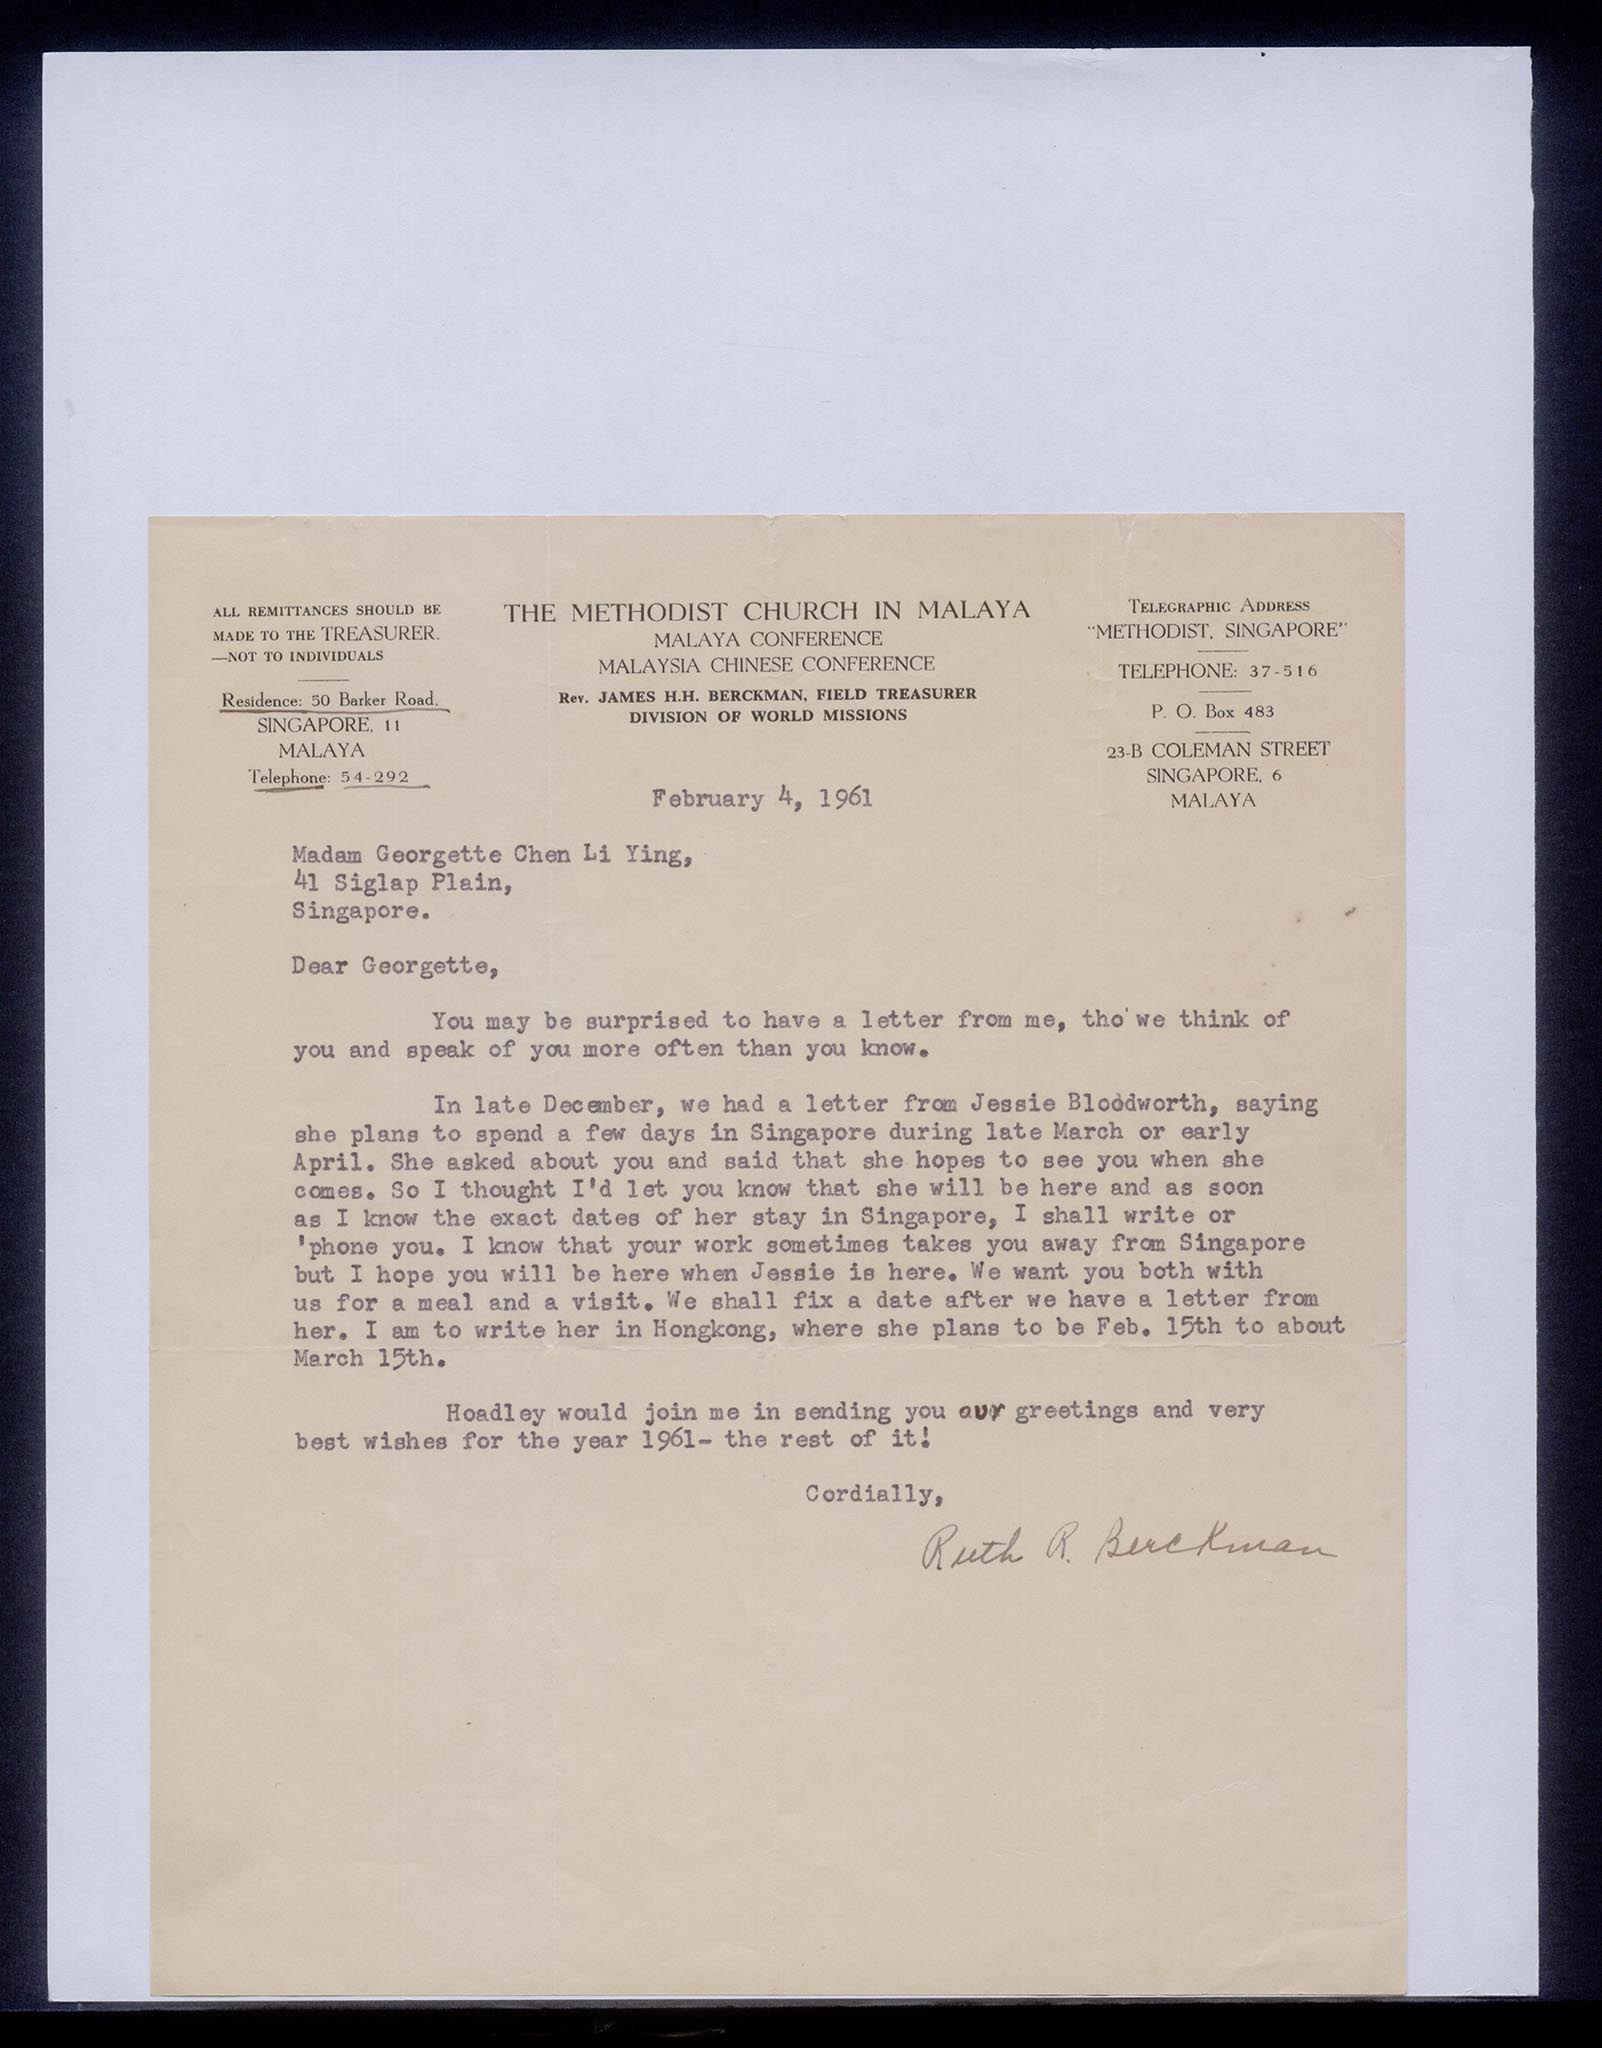 ALL REMITTANCES SHOULD BE
MADE TO THE TREASURER.
—NOT TO INDIVIDUALS
Residence: 50 Barker Road,
SINGAPORE, 11
MALAYA
Telephone: 54-292
THE METHODIST CHURCH IN MALAYA
MALAYA CONFERENCE
MALAYSIA CHINESE CONFERENCE
Rev. JAMES H.H. BERCKMAN, FIELD TREASURER
DIVISION OF WORLD MISSIONS
TELEGRAPHIC ADDRESS
"METHODIST, SINGAPORE"
TELEPHONE: 37-516
P. O. Box 483
23-B COLEMAN STREET
SINGAPORE, 6
MALAYA
February 4, 1961
Madam Georgette Chen Li Ying,
41 Siglap Plain,
Singapore.
Dear Georgette,
You may be surprised to have a letter from me, tho' we think of
you and speak of you more often than you know.
In late December, we had a letter from Jessie Bloodworth, saying
she plans to spend a few days in Singapore during late March or early
April. She asked about you and said that she hopes to see you when she
comes. So I thought I'd let you know that she will be here and as soon
as I know the exact dates of her stay in Singapore, I shall write or
'phone you. I know that your work sometimes takes you away from Singapore
but I hope you will be here when Jessie is here. We want you both with
us for a meal and a visit. We shall fix a date after we have a letter from
her. I am to write her in Hongkong, where she plans to be Feb. 15th to about
March 15th.
Hoadley would join me in sending you our greetings and very
best wishes for the year 1961- the rest of it!
Cordially,
Ruth R. Berckman